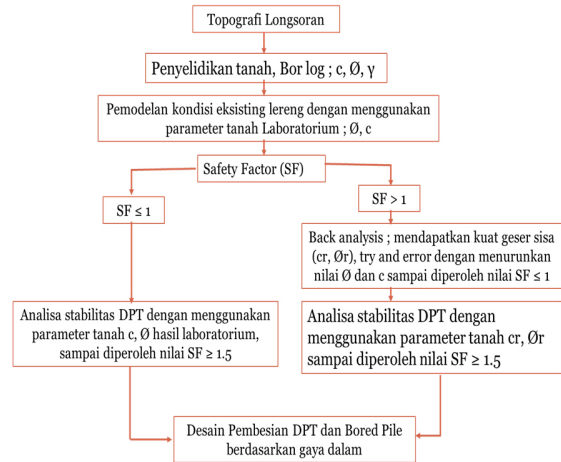 Topografi Longsoran
Penyelidikan tanah, Bor log ; c, Ø, γ
Pemodelan kondisi eksisting lereng dengan menggunakan
parameter tanah Laboratorium ; Ø, c
Safety Factor (SF)
SF ≤ 1
SF > 1
Back analysis ; mendapatkan kuat geser sisa
(cr, Ør), try and error dengan menurunkan
nilai Ø dan c sampai diperoleh nilai SF ≤ 1
Analisa stabilitas DPT dengan menggunakan
parameter tanah c, Ø hasil laboratorium,
sampai diperoleh nilai SF ≥ 1.5
Analisa stabilitas DPT dengan
menggunakan parameter tanah cr, Ør
sampai diperoleh nilai SF ≥ 1.5
Desain Pembesian DPT dan Bored Pile
berdasarkan gaya dalam